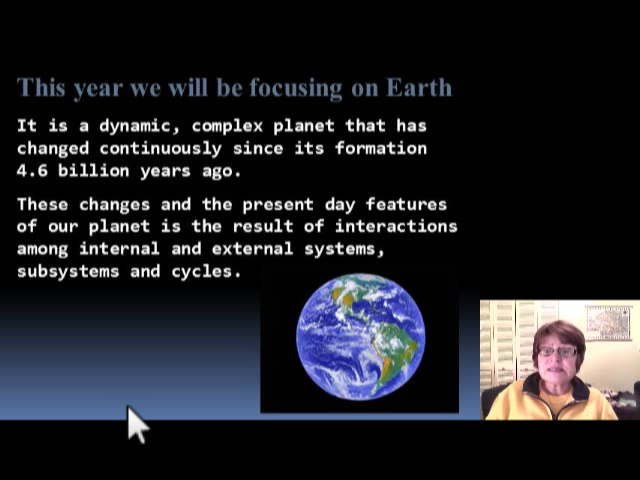 This year we will be focusing on Earth
It is a dynamic, complex planet that has
changed continuously since its formation
4.6 billion years ago.
These changes and the present day features
of our planet is the result of interactions
among internal and external systems,
subsystems and cycles.